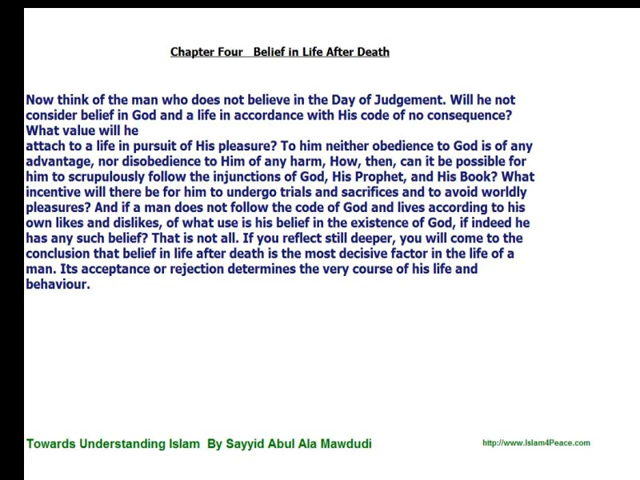 Chapter Four Belief in Life After Death
Now think of the man who does not believe in the Day of Judgement. Will he not
consider belief in God and a life in accordance with His code of no consequence?
What value will he
attach to a life in pursuit of His pleasure? To him neither obedience to God is of any
advantage, nor disobedience to Him of any harm, How, then, can it be possible for
him to scrupulously follow the injunctions of God, His Prophet, and His Book? What
incentive will there be for him to undergo trials and sacrifices and to avoid worldly
pleasures? And if a man does not follow the code of God and lives according to his
own likes and dislikes, of what use is his belief in the existence of God, if indeed he
has any such belief? That is not all. If you reflect still deeper, you will come to the
conclusion that belief in life after death is the most decisive factor in the life of a
man. Its acceptance or rejection determines the very course of his life and
behaviour.
Towards Understanding Islam By Sayyid Abul Ala Mawdudi
http://www.Islam4Peace.com